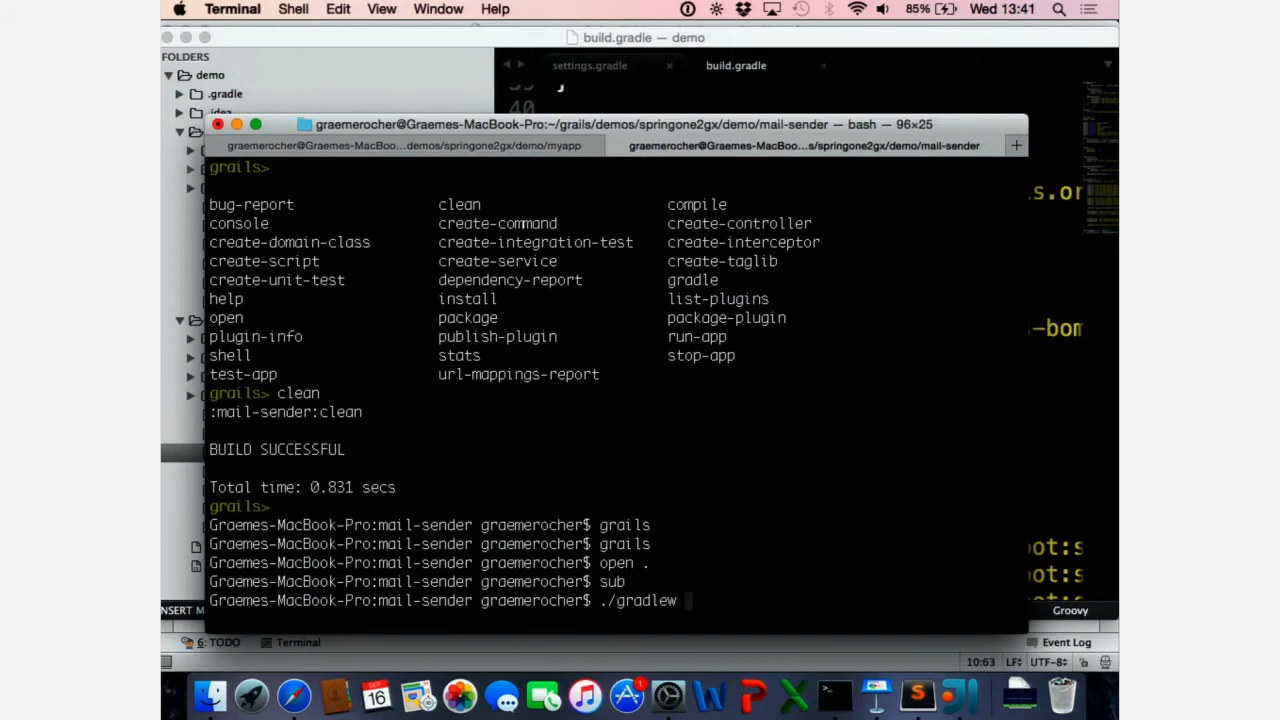 Terminal Shell Edit View Window Help 85% Wed 13:41
build.gradle — demo
FOLDERS
demo
.gradle
.idea
settings.gradle × build.gradle ×
40
graemerocher@Graemes-MacBook-Pro:~/grails/demos/springone2gx/demo/mail-sender — bash — 96×25
graemerocher@Graemes-MacBoo...demos/springone2gx/demo/myapp graemerocher@Graemes-MacBoo...s/springone2gx/demo/mail-sender +
grails>
bug-report clean compile
console create-command create-controller
create-domain-class create-integration-test create-interceptor
create-script create-service create-taglib
create-unit-test dependency-report gradle
help install list-plugins
open package package-plugin
plugin-info publish-plugin run-app
shell stats stop-app
test-app url-mappings-report
grails> clean
:mail-sender:clean
BUILD SUCCESSFUL
Total time: 0.831 secs
grails>
Graemes-MacBook-Pro:mail-sender graemerocher$ grails
Graemes-MacBook-Pro:mail-sender graemerocher$ grails
Graemes-MacBook-Pro:mail-sender graemerocher$ open .
Graemes-MacBook-Pro:mail-sender graemerocher$ sub
Graemes-MacBook-Pro:mail-sender graemerocher$ ./gradlew
s.or
-bom
oot:s
oot:s
NSERT M Groovy
6: TODO Terminal Event Log
10:63 LF UTF-8
16
1